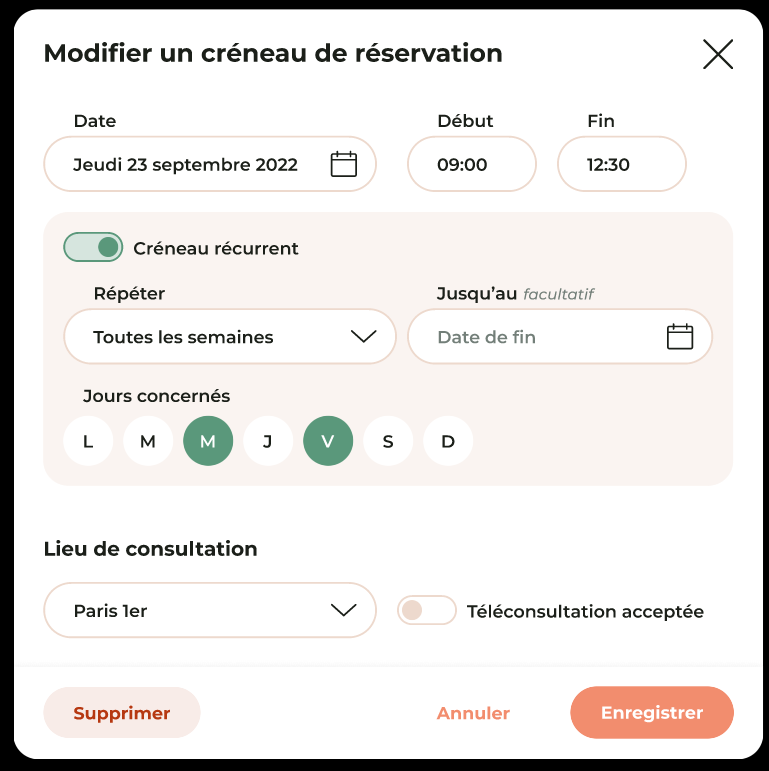 Modifier un créneau de réservation
Date
Début
Fin
Jeudi 23 septembre 2022
09:00
12:30
Créneau récurrent
Répéter
Jusqu’au facultatif
Toutes les semaines
Date de fin
Jours concernés
L M M J V S D
Lieu de consultation
Paris 1er
Téléconsultation acceptée
Supprimer
Annuler
Enregistrer